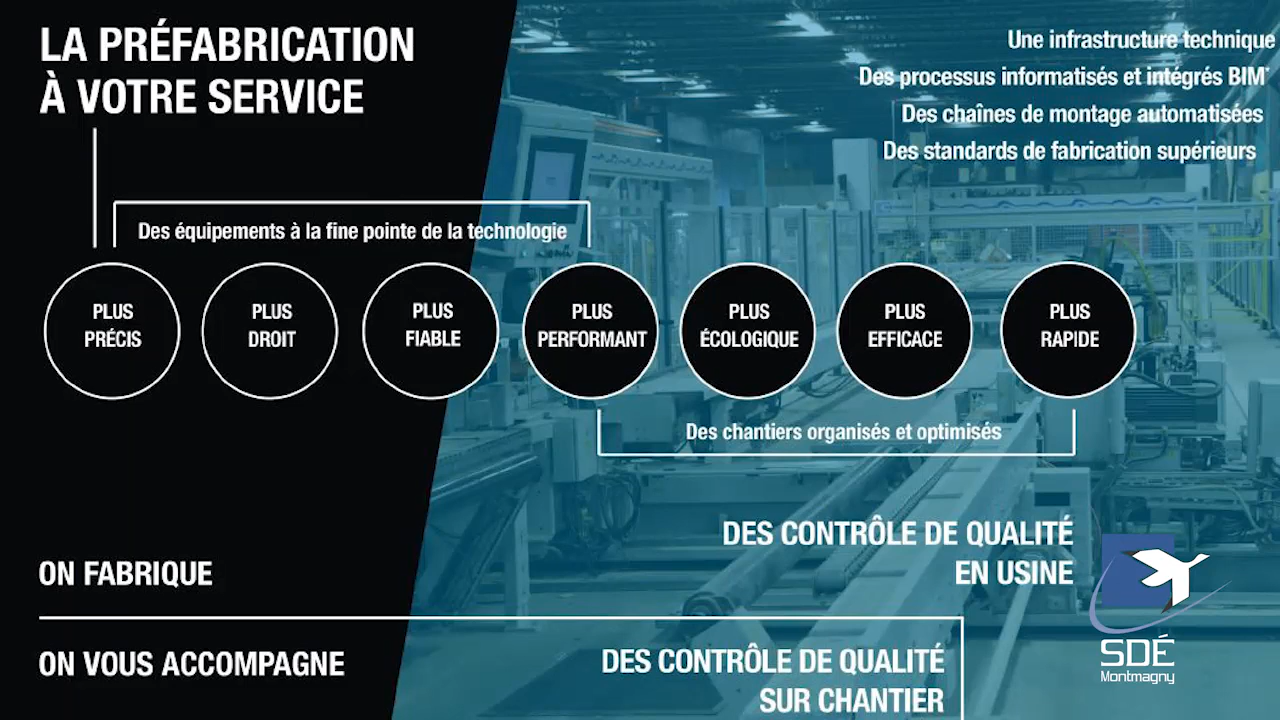 LA PRÉFABRICATION
À VOTRE SERVICE
Une infrastructure technique
Des processus informatisés et intégrés BIM*
Des chaînes de montage automatisées
Des standards de fabrication supérieurs
Des équipements à la fine pointe de la technologie
PLUS
PRÉCIS
PLUS
DROIT
PLUS
FIABLE
PLUS
PERFORMANT
PLUS
ÉCOLOGIQUE
PLUS
EFFICACE
PLUS
RAPIDE
Des chantiers organisés et optimisés
DES CONTRÔLE DE QUALITÉ
EN USINE
ON FABRIQUE
ON VOUS ACCOMPAGNE
DES CONTRÔLE DE QUALITÉ
SUR CHANTIER
SDÉ
Montmagny